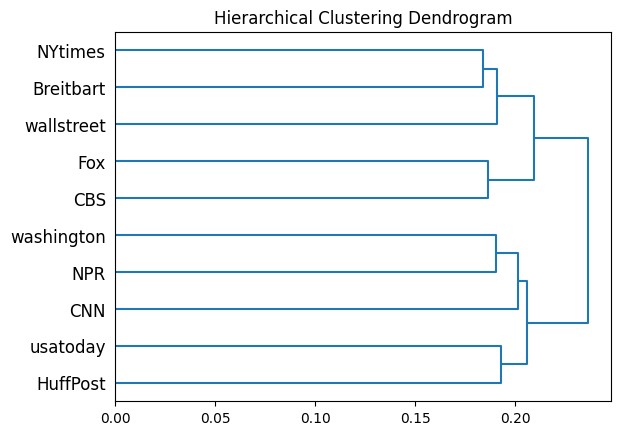 Hierarchical Clustering Dendrogram
NYtimes
Breitbart
wallstreet
Fox
CBS
washington
NPR
CNN
usatoday
HuffPost
0.00 0.05 0.10 0.15 0.20